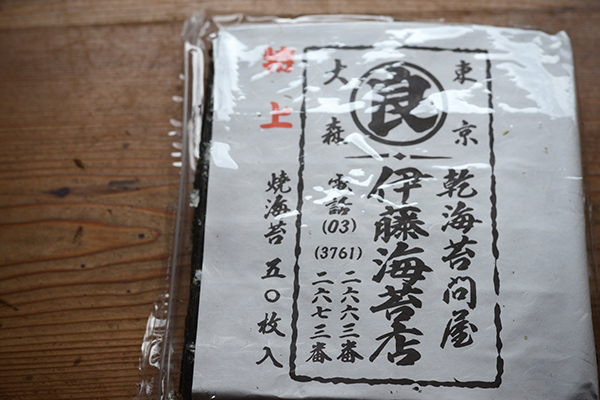 東京
大森
良
乾海苔問屋
伊藤海苔店
電話
(03)
(3761)
二六六三番
二六七三番
特上
焼海苔 五〇枚入